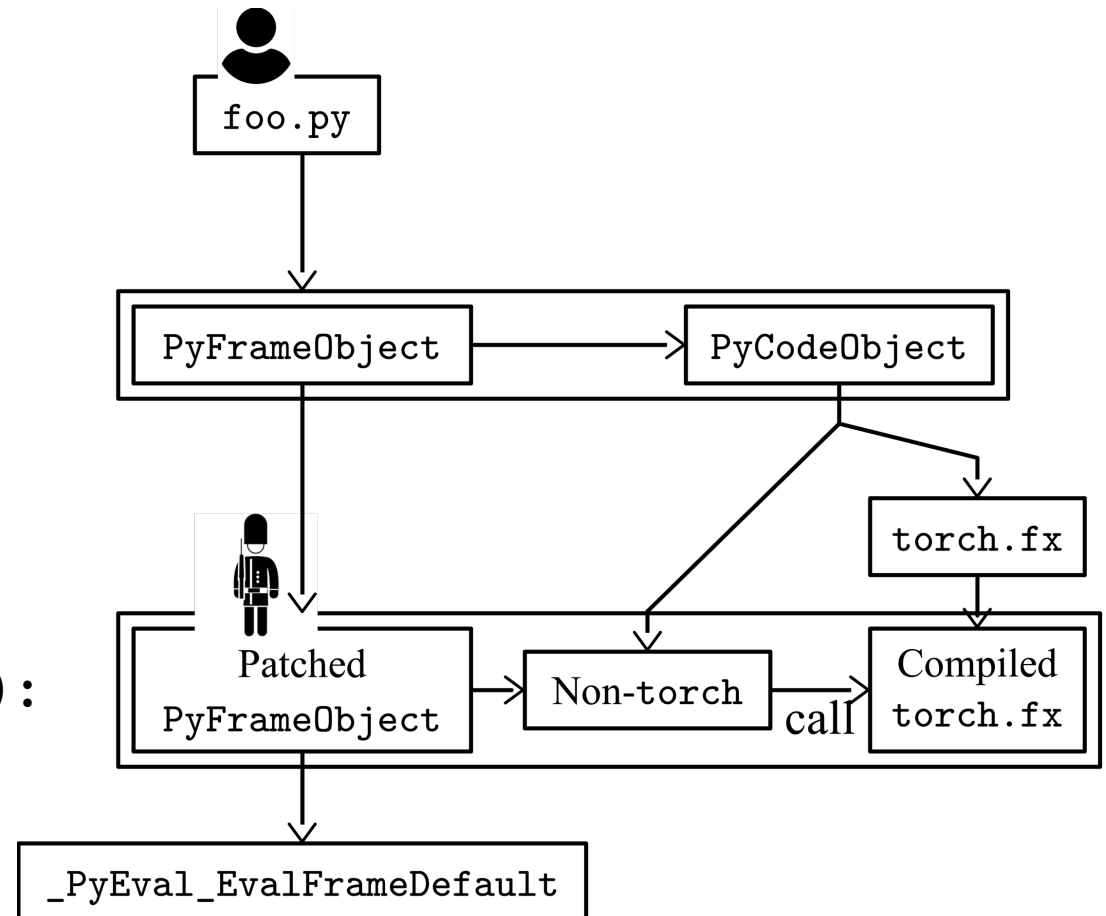 foo.py
PyFrameObject
PyCodeObject
torch.fx
Patched
PyFrameObject
Non-torch
call
Compiled
torch.fx
):
_PyEval_EvalFrameDefault